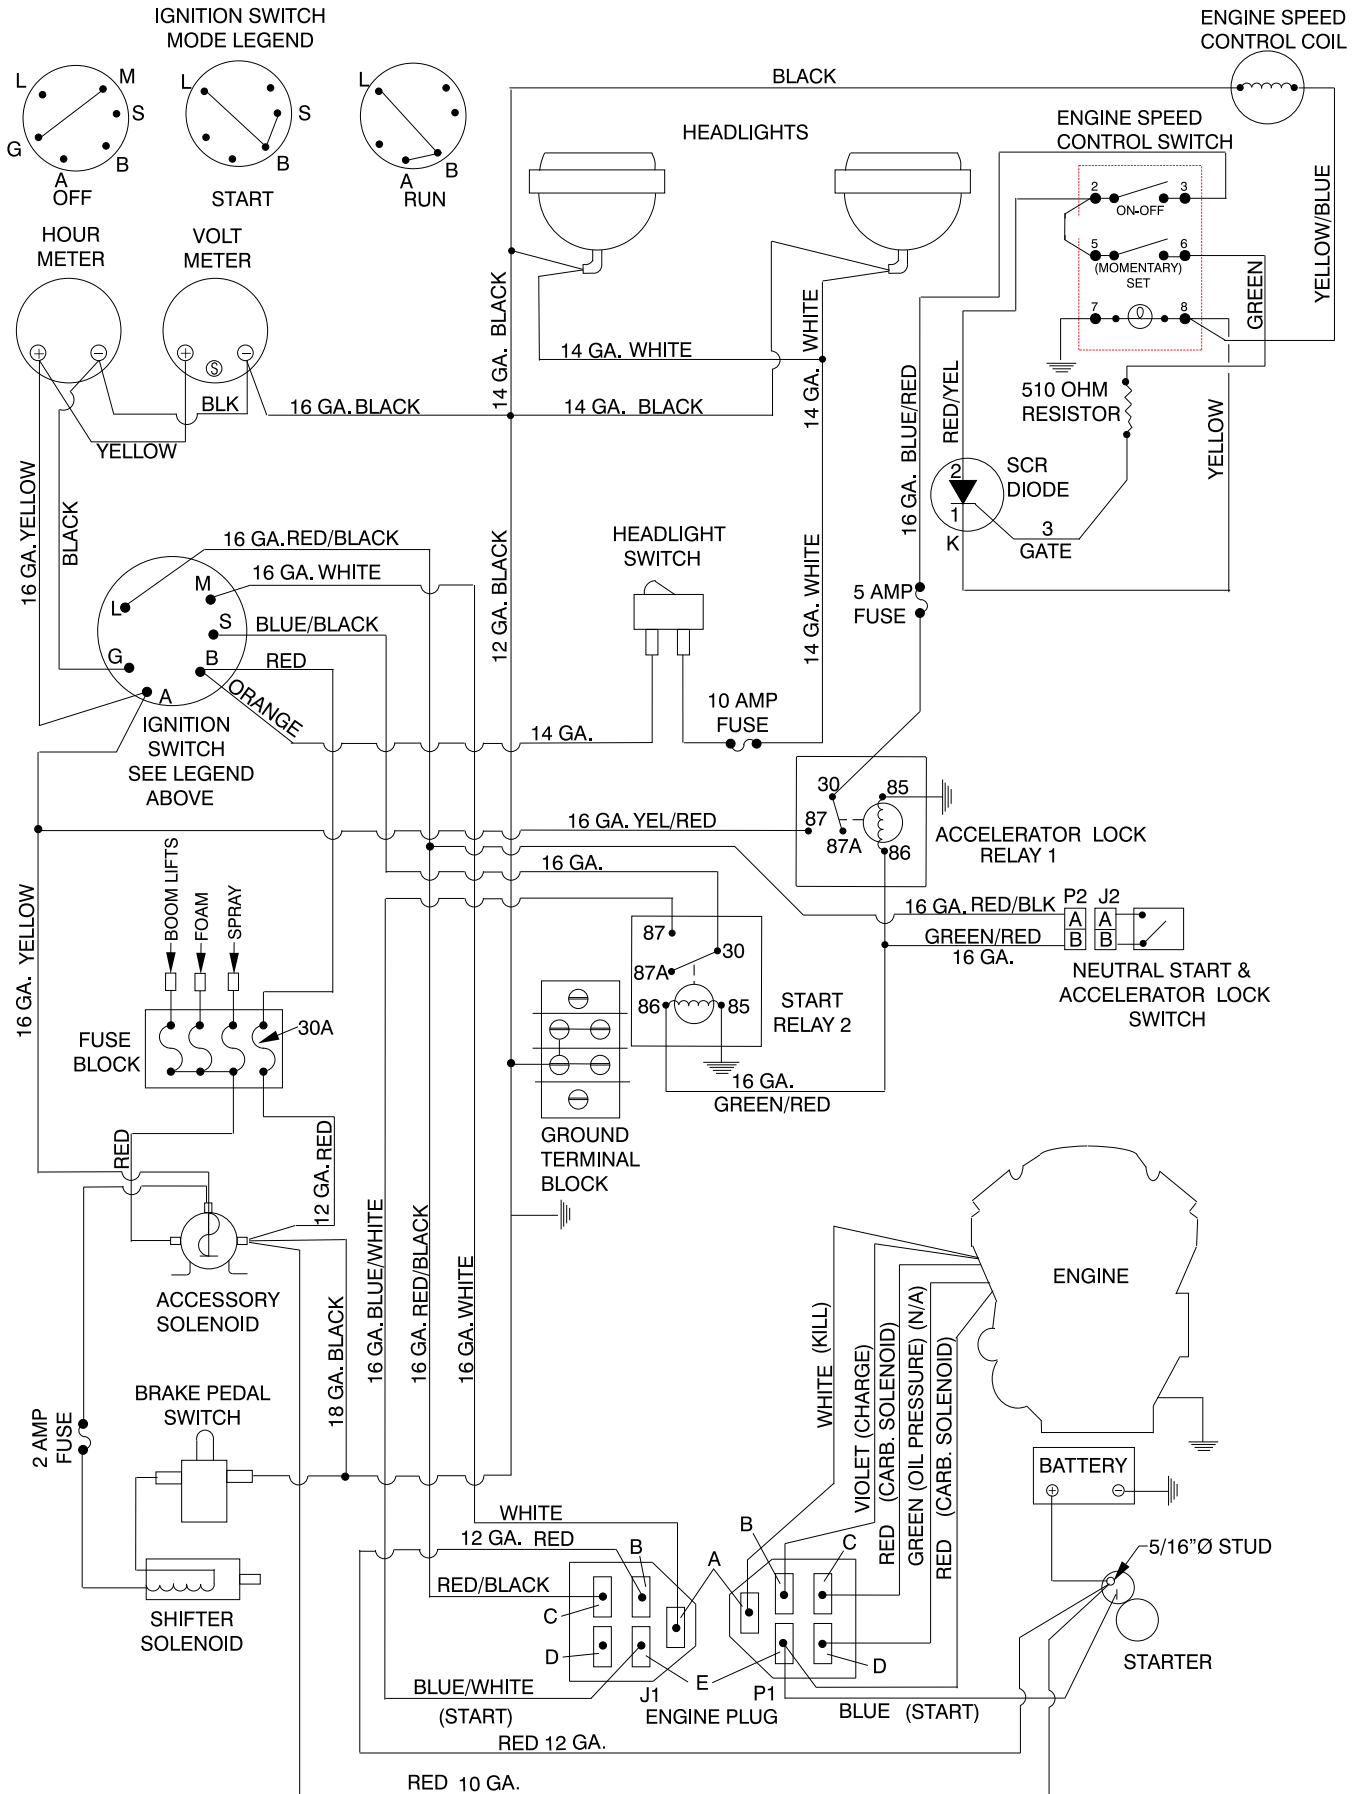 IGNITION SWITCH
MODE LEGEND
L
M
S
G
B
A
OFF
L
S
B
START
L
B
A
RUN
ENGINE SPEED
CONTROL COIL
BLACK
HEADLIGHTS
ENGINE SPEED
CONTROL SWITCH
2
3
ON-OFF
5
6
(MOMENTARY)
SET
7
8
YELLOW/BLUE
GREEN
HOUR
METER
VOLT
METER
+
−
+
−
S
BLK
YELLOW
16 GA. BLACK
14 GA. BLACK
14 GA. WHITE
14 GA. BLACK
14 GA. WHITE
16 GA. BLUE/RED
RED/YEL
510 OHM
RESISTOR
YELLOW
2
1
K
SCR
DIODE
3
GATE
16 GA. YELLOW
BLACK
16 GA. RED/BLACK
16 GA. WHITE
BLUE/BLACK
RED
ORANGE
L
M
S
G
B
A
IGNITION
SWITCH
SEE LEGEND
ABOVE
12 GA. BLACK
HEADLIGHT
SWITCH
14 GA.
10 AMP
FUSE
14 GA. WHITE
5 AMP
FUSE
30
85
87
87A
86
ACCELERATOR LOCK
RELAY 1
16 GA. YEL/RED
16 GA.
16 GA. RED/BLK
GREEN/RED
16 GA.
P2
J2
A
B
A
B
NEUTRAL START &
ACCELERATOR LOCK
SWITCH
16 GA. YELLOW
BOOM LIFTS
FOAM
SPRAY
FUSE
BLOCK
30A
87
30
87A
86
85
START
RELAY 2
16 GA.
GREEN/RED
GROUND
TERMINAL
BLOCK
RED
12 GA. RED
ACCESSORY
SOLENOID
18 GA. BLACK
16 GA. BLUE/WHITE
16 GA. RED/BLACK
16 GA. WHITE
ENGINE
WHITE (KILL)
VIOLET (CHARGE)
RED (CARB. SOLENOID)
GREEN (OIL PRESSURE) (N/A)
RED (CARB. SOLENOID)
BRAKE PEDAL
SWITCH
2 AMP
FUSE
SHIFTER
SOLENOID
BATTERY
+
−
5/16”Ø STUD
STARTER
WHITE
12 GA. RED
RED/BLACK
B
C
D
E
A
B
C
D
J1
P1
ENGINE PLUG
BLUE/WHITE
(START)
BLUE (START)
RED 12 GA.
RED 10 GA.